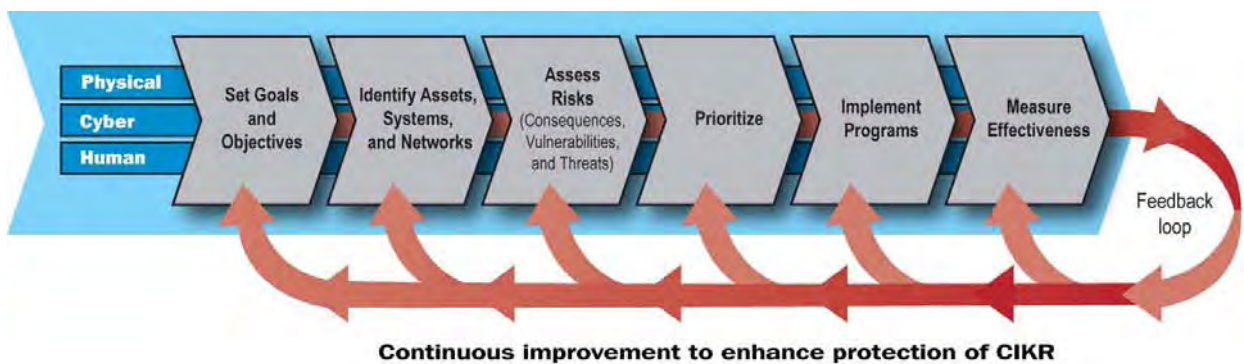 Physical
Cyber
Human
Set Goals
and
Objectives
Identify Assets,
Systems,
and Networks
Assess
Risks
(Consequences,
Vulnerabilities,
and Threats)
Prioritize
Implement
Programs
Measure
Effectiveness
Feedback
loop
Continuous improvement to enhance protection of CIKR